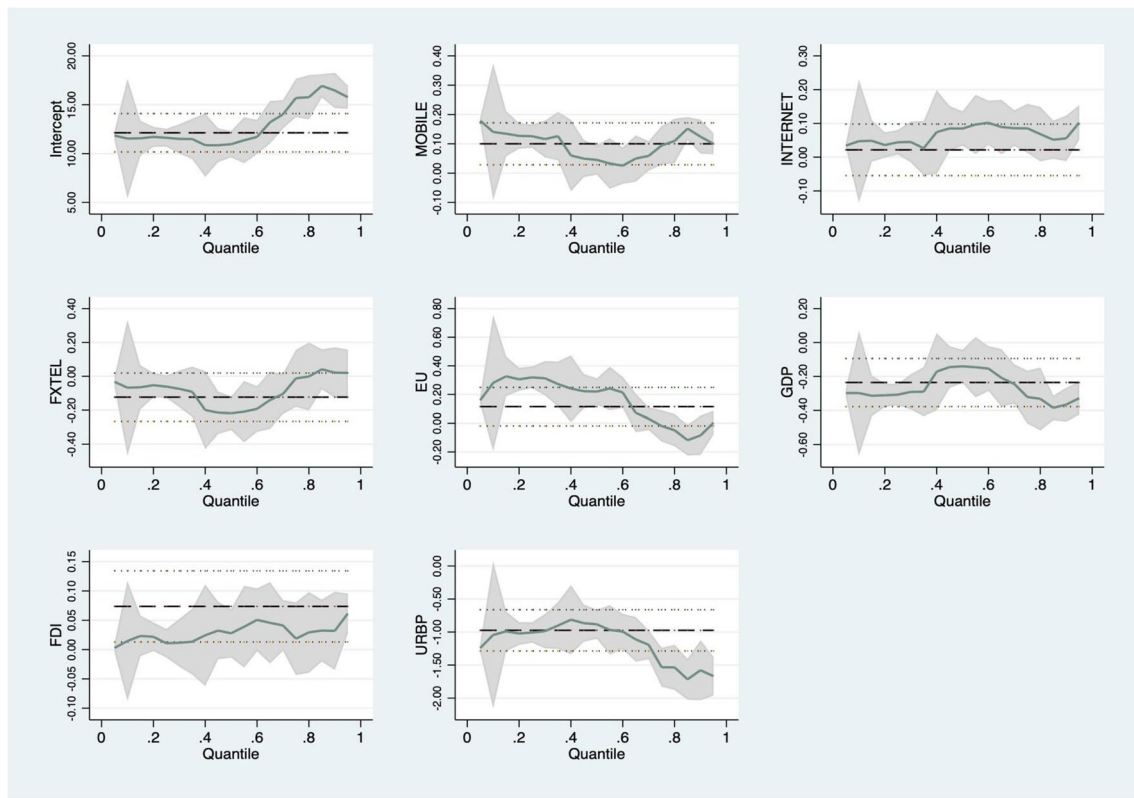 Intercept
20.00
15.00
10.00
5.00
0 .2 .4 .6 .8 1
Quantile
MOBILE
0.40
0.30
0.20
0.10
0.00
-0.10
0 .2 .4 .6 .8 1
Quantile
INTERNET
0.30
0.20
0.10
0.00
-0.10
0 .2 .4 .6 .8 1
Quantile
FXTEL
0.40
0.20
0.00
-0.20
-0.40
0 .2 .4 .6 .8 1
Quantile
EU
0.80
0.60
0.40
0.20
0.00
-0.20
0 .2 .4 .6 .8 1
Quantile
GDP
0.20
0.00
-0.20
-0.40
-0.60
0 .2 .4 .6 .8 1
Quantile
FDI
0.15
0.10
0.05
0.00
-0.05
-0.10
0 .2 .4 .6 .8 1
Quantile
URBP
0.00
-0.50
-1.00
-1.50
-2.00
0 .2 .4 .6 .8 1
Quantile